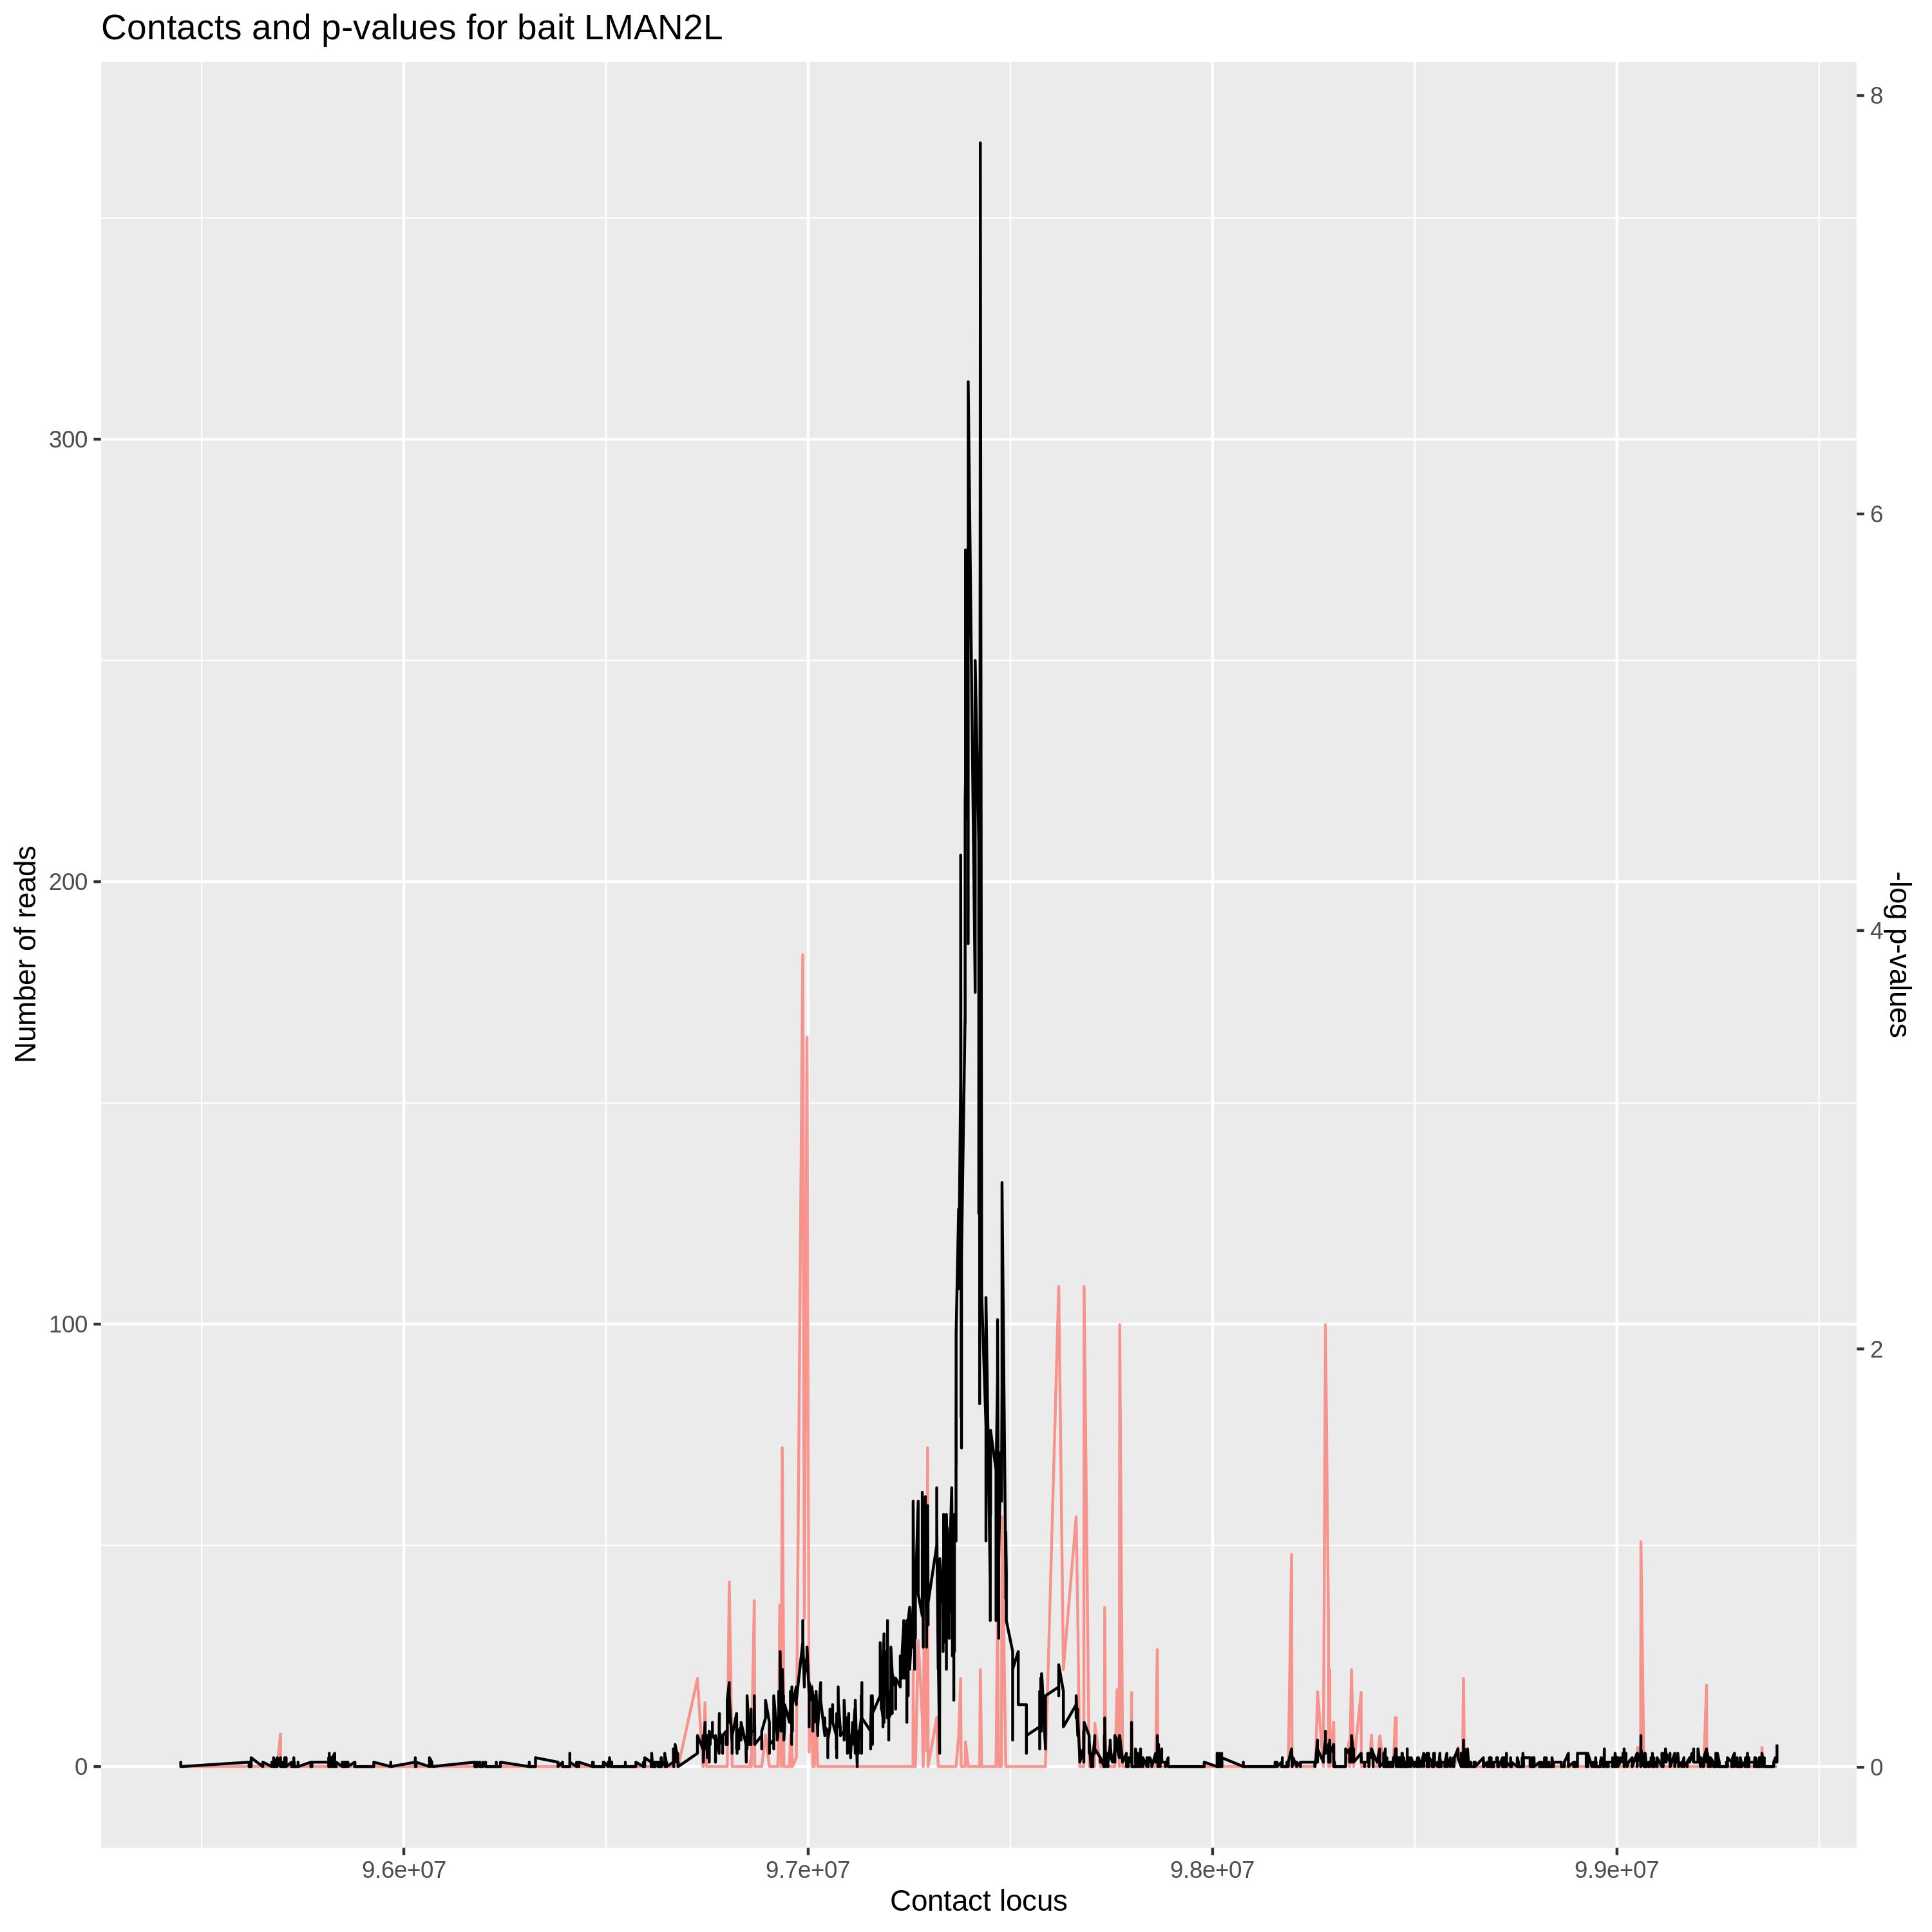 Contacts and p-values for bait LMAN2L
Number of reads
300
200
100
0
8
6
4
2
0
-log p-values
9.6e+07 9.7e+07 9.8e+07 9.9e+07
Contact locus